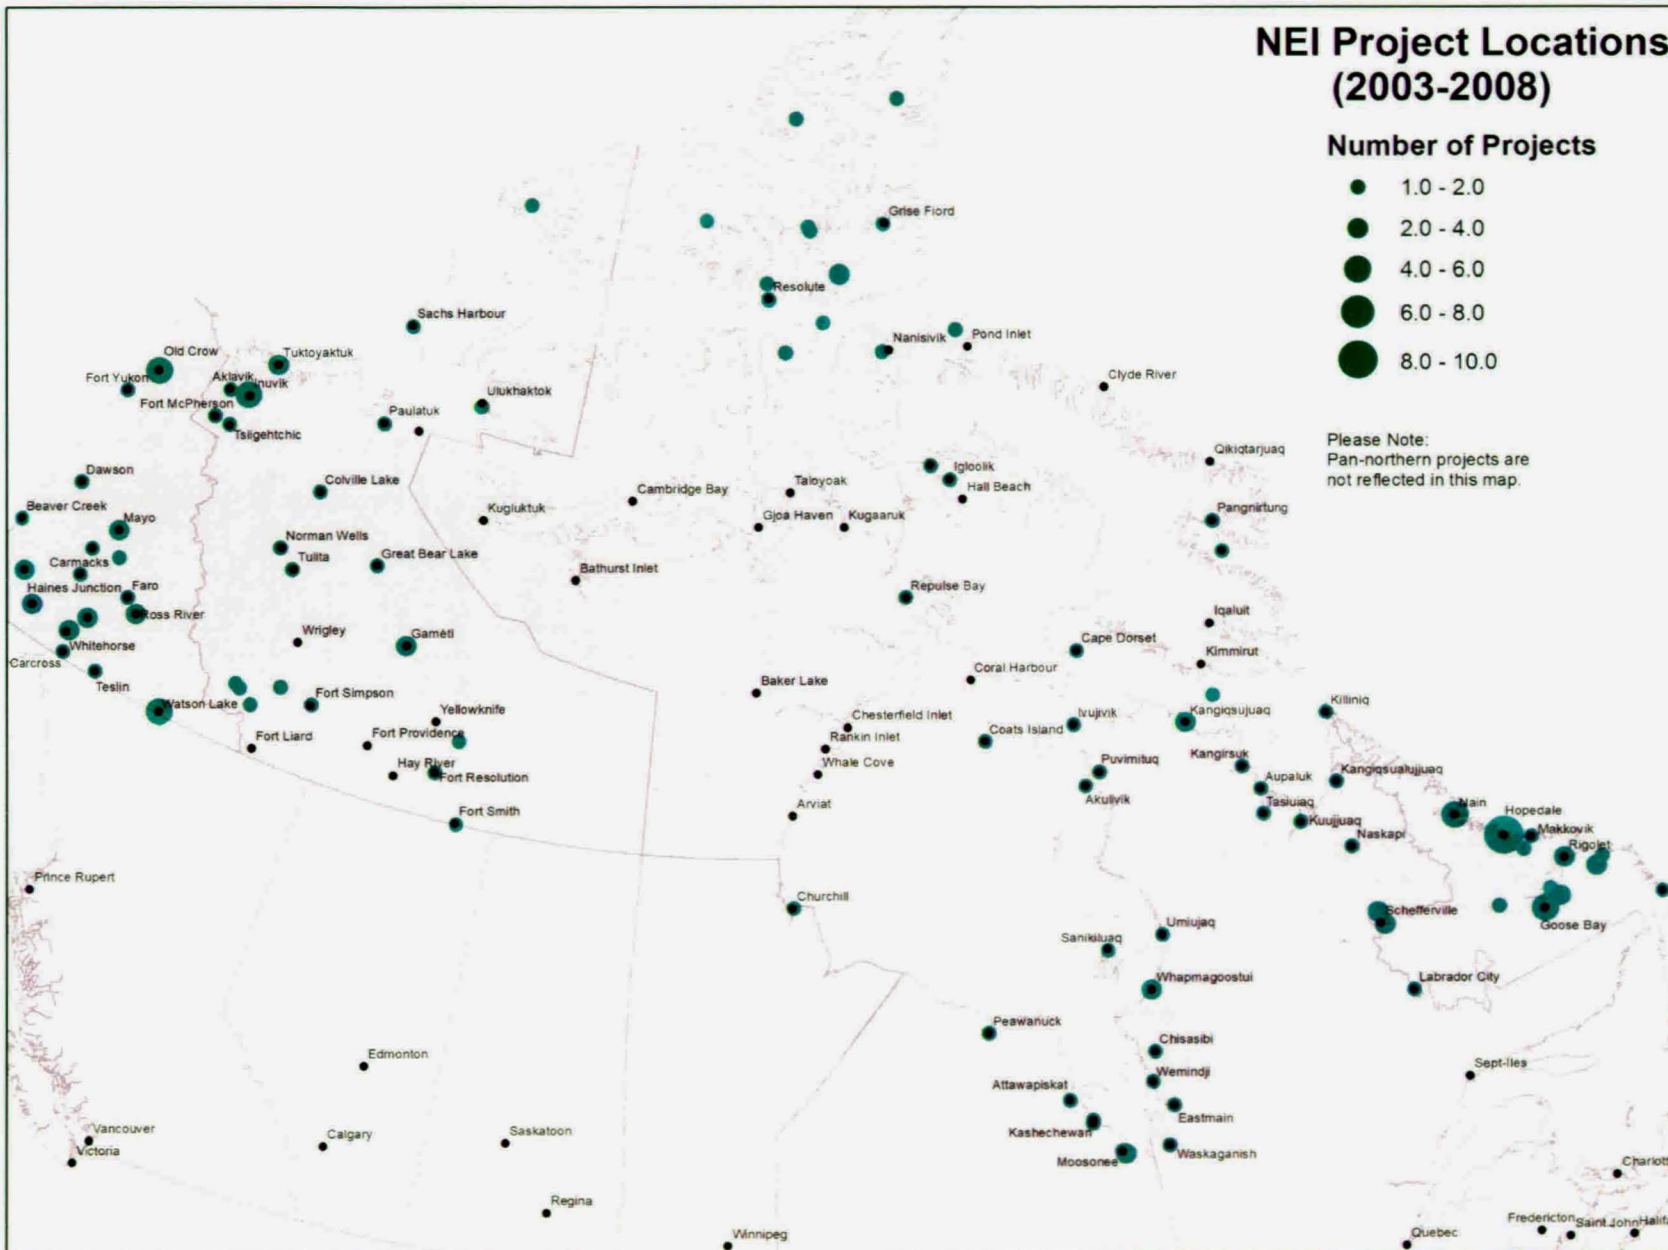 NEI Project Locations
(2003-2008)
Number of Projects
1.0 - 2.0
2.0 - 4.0
4.0 - 6.0
6.0 - 8.0
8.0 - 10.0
Please Note:
Pan-northern projects are
not reflected in this map.
Grise Fiord
Resolute
Sachs Harbour
Nanisivik
Pond Inlet
Old Crow
Tuktoyaktuk
Fort Yukon
Aklavik
Inuvik
Clyde River
Ulukhaktok
Fort McPherson
Paulatuk
Tsiigehtchic
Qikiqtarjuaq
Dawson
Colville Lake
Igloolik
Hall Beach
Cambridge Bay
Taloyoak
Beaver Creek
Kugluktuk
Gjoa Haven
Kugaaruk
Pangnirtung
Mayo
Norman Wells
Carmacks
Tulita
Great Bear Lake
Bathurst Inlet
Haines Junction
Faro
Repulse Bay
Ross River
Iqaluit
Wrigley
Gamèti
Whitehorse
Cape Dorset
Carcross
Kimmirut
Coral Harbour
Teslin
Baker Lake
Fort Simpson
Watson Lake
Killiniq
Yellowknife
Chesterfield Inlet
Kangiqsujuaq
Ivujivik
Fort Liard
Fort Providence
Rankin Inlet
Coats Island
Hay River
Whale Cove
Puvirnituq
Kangirsuk
Kangiqsualujjuaq
Fort Resolution
Aupaluk
Akulivik
Arviat
Tasiujaq
Nain
Hopedale
Fort Smith
Kuujjuaq
Makkovik
Naskapi
Rigolet
Prince Rupert
Churchill
Schefferville
Goose Bay
Umiujaq
Sanikiluaq
Whapmagoostui
Labrador City
Peawanuck
Chisasibi
Edmonton
Sept-Iles
Wemindji
Attawapiskat
Eastmain
Vancouver
Calgary
Saskatoon
Kashechewan
Victoria
Moosonee
Waskaganish
Charlott
Regina
Fredericton
Saint John
Halifa
Winnipeg
Quebec